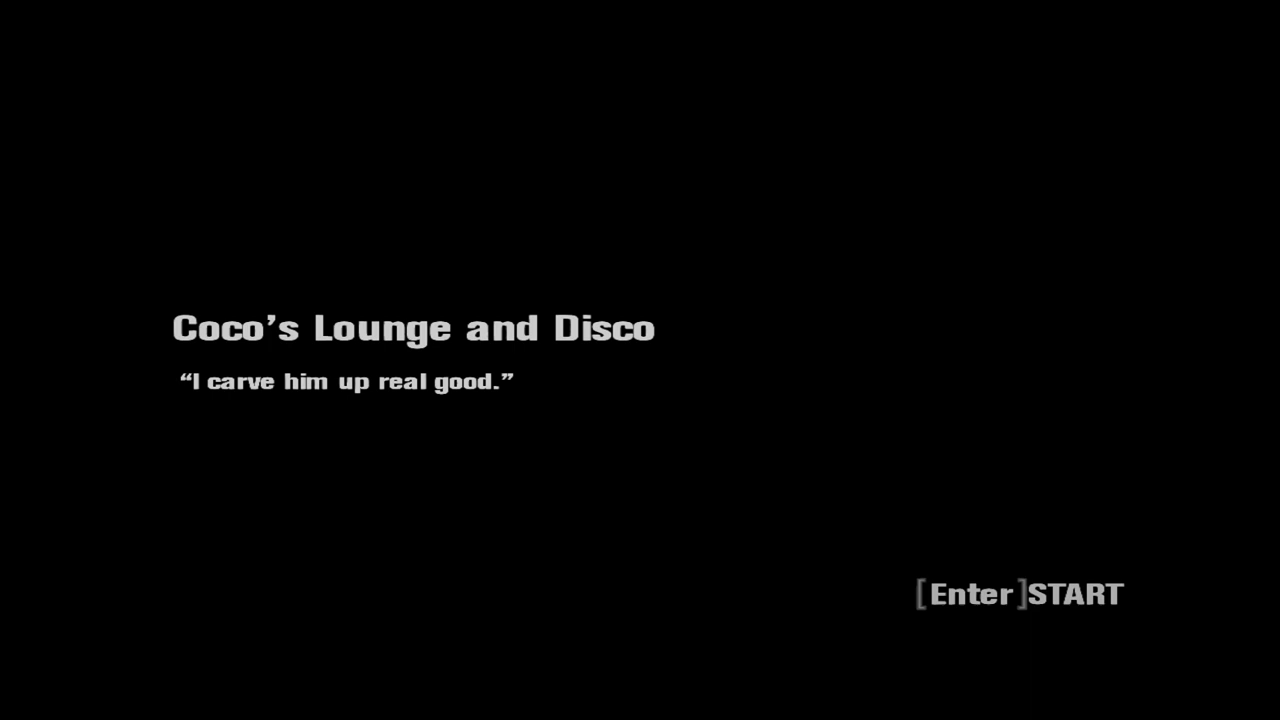 Coco’s Lounge and Disco
“I carve him up real good.”
[Enter]START